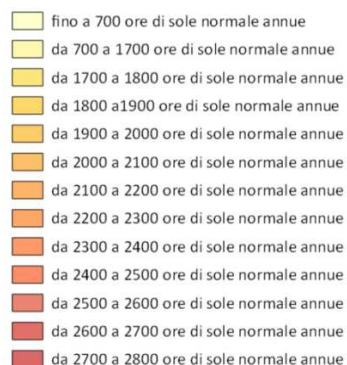 fino a 700 ore di sole normale annue
da 700 a 1700 ore di sole normale annue
da 1700 a 1800 ore di sole normale annue
da 1800 a1900 ore di sole normale annue
da 1900 a 2000 ore di sole normale annue
da 2000 a 2100 ore di sole normale annue
da 2100 a 2200 ore di sole normale annue
da 2200 a 2300 ore di sole normale annue
da 2300 a 2400 ore di sole normale annue
da 2400 a 2500 ore di sole normale annue
da 2500 a 2600 ore di sole normale annue
da 2600 a 2700 ore di sole normale annue
da 2700 a 2800 ore di sole normale annue